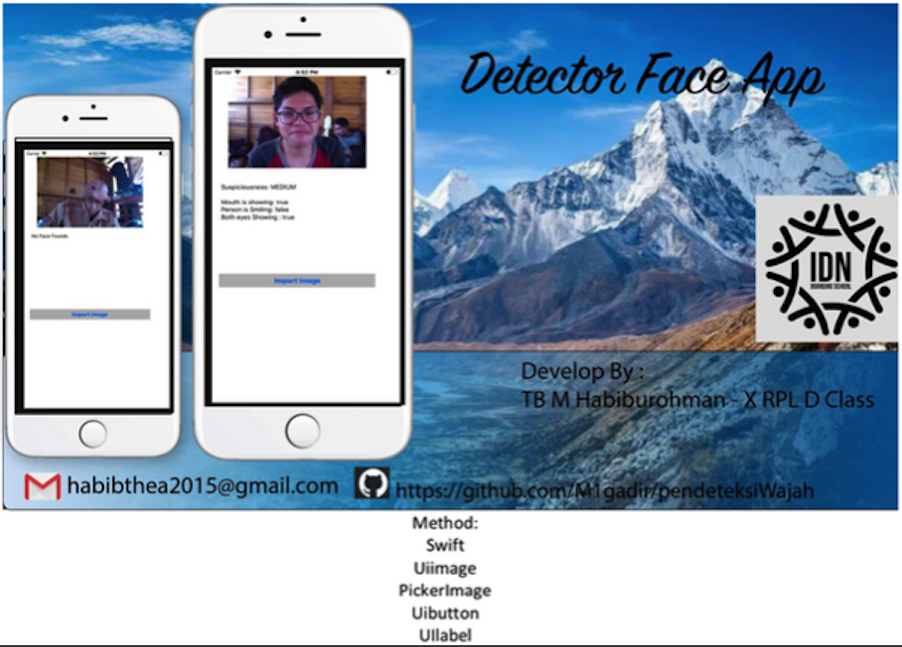 Detector Face App
Carrier 4:52 PM
Suspiciousness: MEDIUM
Mouth is showing: true
Person is Smiling: false
Both eyes Showing : true
Import Image
Carrier 4:52 PM
No Face Founds
Import Image
IDN
BOARDING SCHOOL
Develop By :
TB M Habiburohman - X RPL D Class
habibthea2015@gmail.com
https://github.com/M1gadir/pendeteksiWajah
Method:
Swift
Uiimage
PickerImage
Uibutton
UIlabel